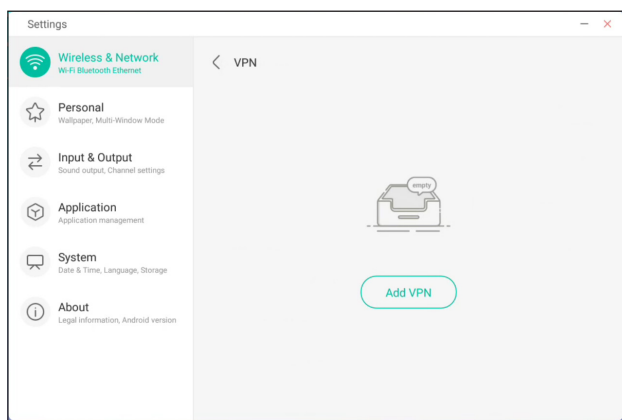 Settings
Wireless & Network
Wi-Fi Bluetooth Ethernet
Personal
Wallpaper, Multi-Window Mode
Input & Output
Sound output, Channel settings
Application
Application management
System
Date & Time, Language, Storage
About
Legal information, Android version
VPN
empty
Add VPN